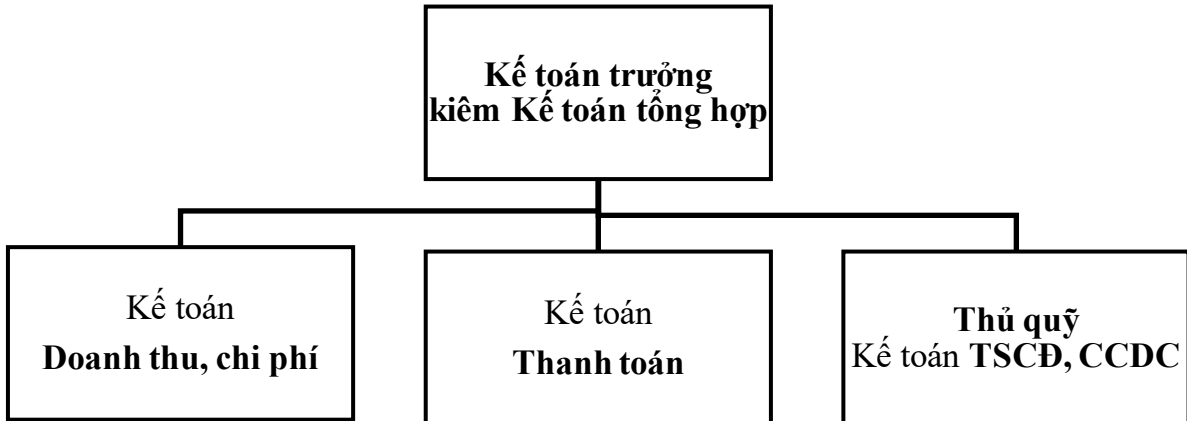 Kế toán trưởng
kiêm Kế toán tổng hợp
Kế toán
Doanh thu, chi phí
Kế toán
Thanh toán
Thủ quỹ
Kế toán TSCĐ, CCDC